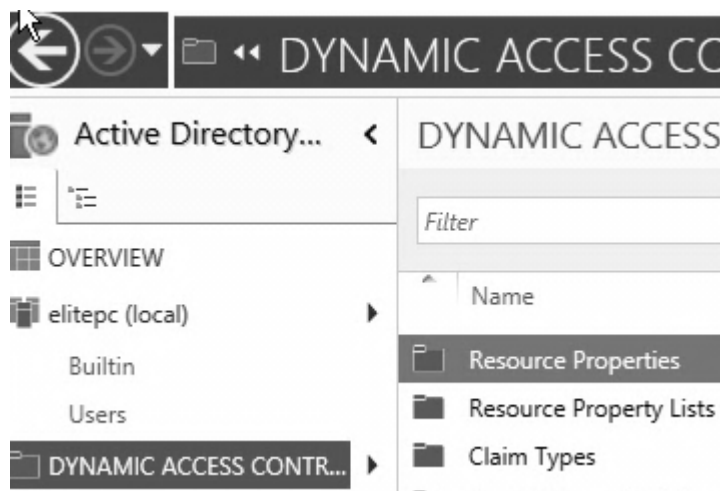 DYNAMIC ACCESS CO
Active Directory...
DYNAMIC ACCESS
Filter
OVERVIEW
Name
elitepc (local)
Resource Properties
Builtin
Resource Property Lists
Users
Claim Types
DYNAMIC ACCESS CONTR...